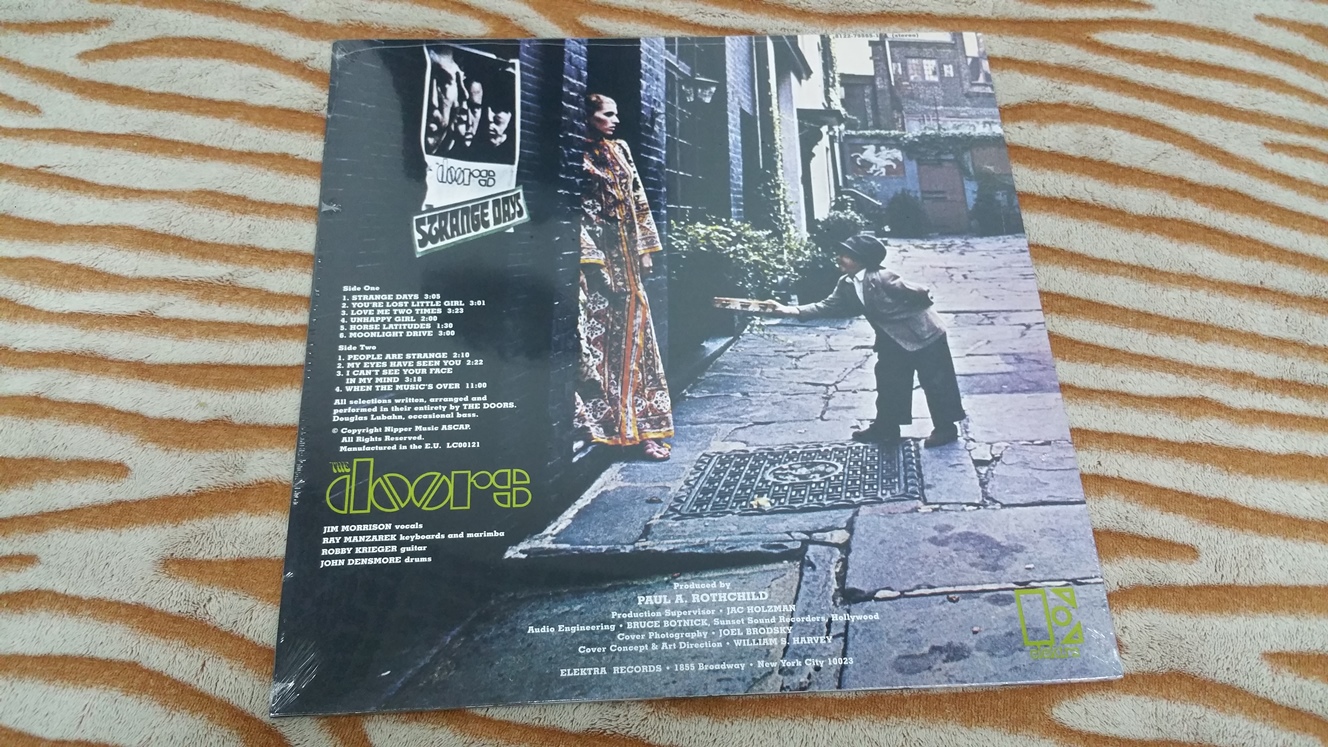 (stereo)
doors
STRANGE DAYS
Side One
1. STRANGE DAYS 3:05
2. YOU'RE LOST LITTLE GIRL 3:01
3. LOVE ME TWO TIMES 3:23
4. UNHAPPY GIRL 2:00
5. HORSE LATITUDES 1:30
6. MOONLIGHT DRIVE 3:00
Side Two
1. PEOPLE ARE STRANGE 2:10
2. MY EYES HAVE SEEN YOU 2:22
3. I CAN'T SEE YOUR FACE
IN MY MIND 3:18
4. WHEN THE MUSIC'S OVER 11:00
All selections written, arranged and
performed in their entirety by THE DOORS.
Douglas Lubahn, occasional bass.
© Copyright Nipper Music ASCAP.
All Rights Reserved.
Manufactured in the E.U. LC00121
THE
doors
JIM MORRISON vocals
RAY MANZAREK keyboards and marimba
ROBBY KRIEGER guitar
JOHN DENSMORE drums
Produced by
PAUL A. ROTHCHILD
Production Supervisor • JAC HOLZMAN
Audio Engineering • BRUCE BOTNICK, Sunset Sound Recorders, Hollywood
Cover Photography • JOEL BRODSKY
Cover Concept & Art Direction • WILLIAM S. HARVEY
ELEKTRA RECORDS • 1855 Broadway • New York City 10023